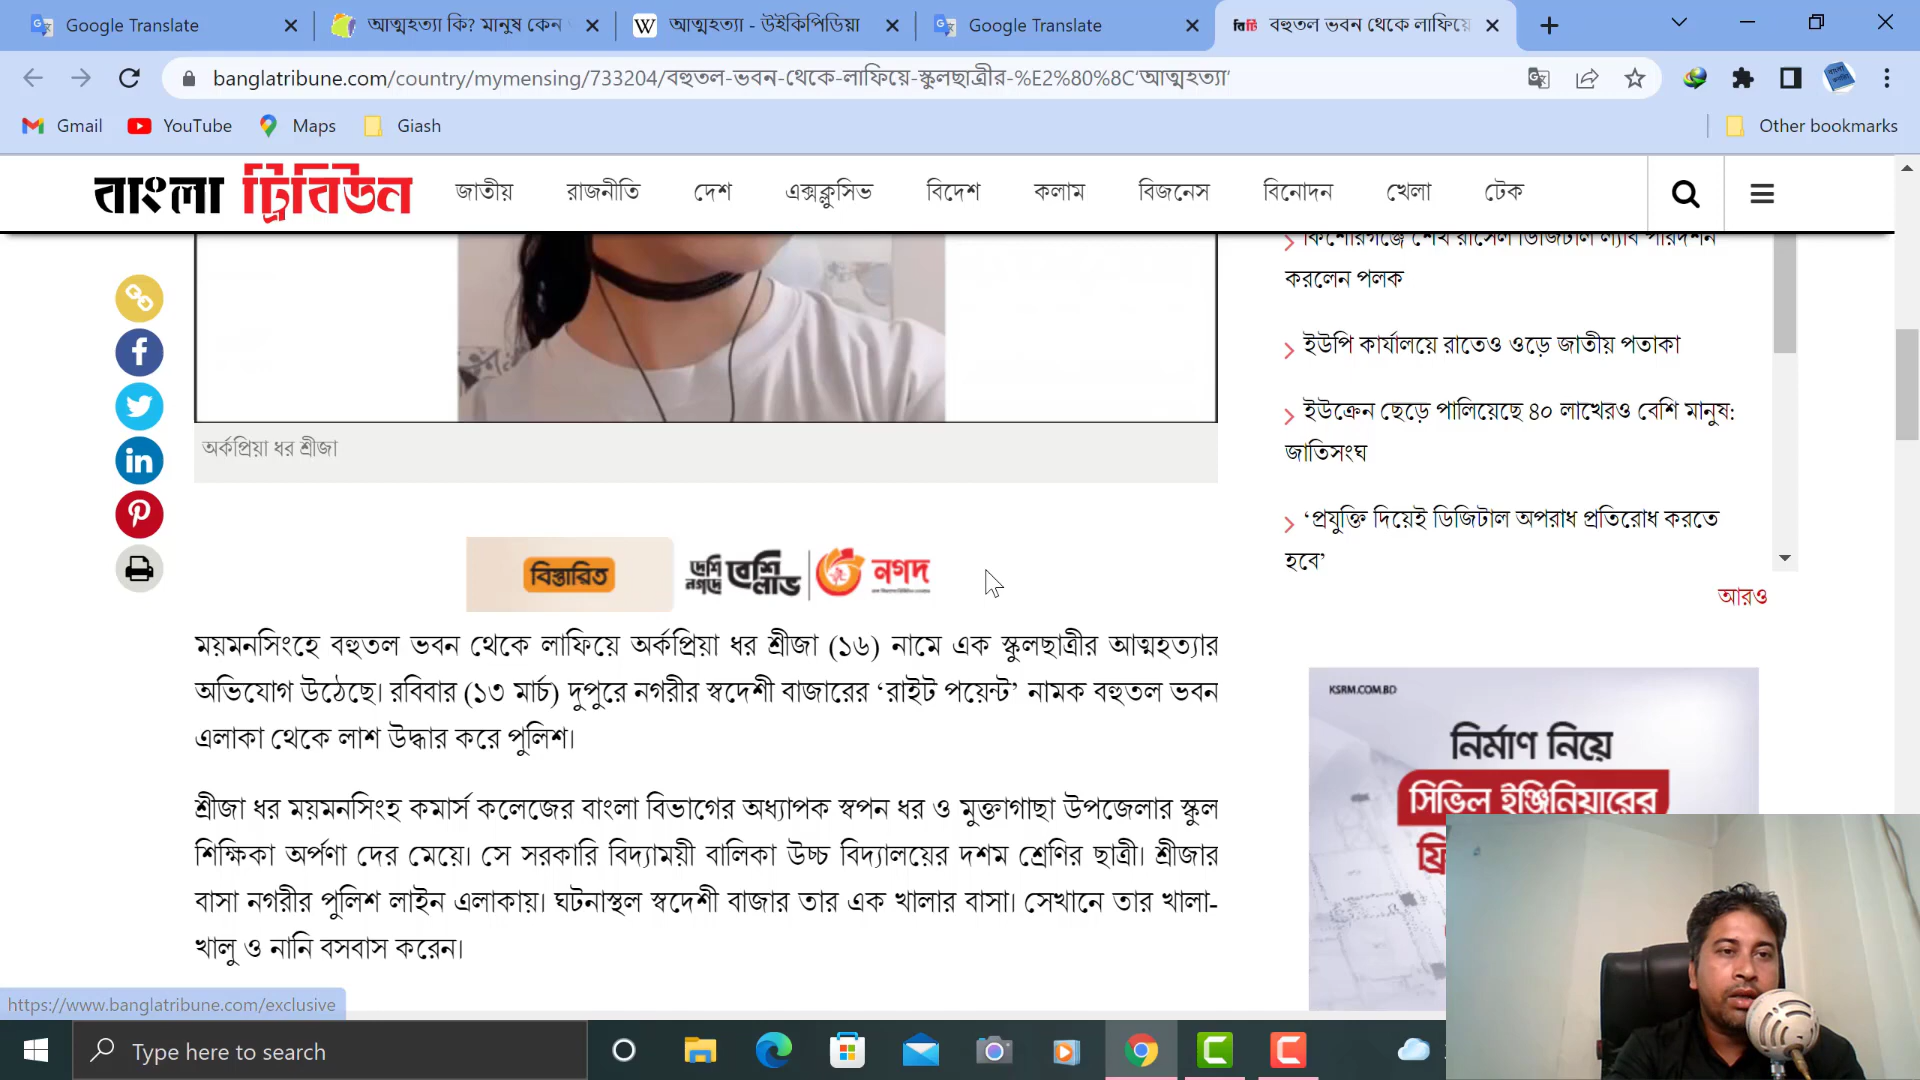 Google Translate
আত্মহত্যা কি? মানুষ কেন
আত্মহত্যা - উইকিপিডিয়া
Google Translate
বহুতল ভবন থেকে লাফিয়ে
banglatribune.com/country/mymensing/733204/বহুতল-ভবন-থেকে-লাফিয়ে-স্কুলছাত্রীর-%E2%80%8C‘আত্মহত্যা’
Gmail
YouTube
Maps
Giash
Other bookmarks
বাংলা ট্রিবিউন
জাতীয়
রাজনীতি
দেশ
এক্সক্লুসিভ
বিদেশ
কলাম
বিজনেস
বিনোদন
খেলা
টেক
অর্কপ্রিয়া ধর শ্রীজা
বিস্তারিত
দেশি নগদে বেশি লাভ
নগদ
ময়মনসিংহে বহুতল ভবন থেকে লাফিয়ে অর্কপ্রিয়া ধর শ্রীজা (১৬) নামে এক স্কুলছাত্রীর আত্মহত্যার
অভিযোগ উঠেছে। রবিবার (১৩ মার্চ) দুপুরে নগরীর স্বদেশী বাজারের ‘রাইট পয়েন্ট’ নামক বহুতল ভবন
এলাকা থেকে লাশ উদ্ধার করে পুলিশ।
শ্রীজা ধর ময়মনসিংহ কমার্স কলেজের বাংলা বিভাগের অধ্যাপক স্বপন ধর ও মুক্তাগাছা উপজেলার স্কুল
শিক্ষিকা অর্পণা দের মেয়ে। সে সরকারি বিদ্যাময়ী বালিকা উচ্চ বিদ্যালয়ের দশম শ্রেণির ছাত্রী। শ্রীজার
বাসা নগরীর পুলিশ লাইন এলাকায়। ঘটনাস্থল স্বদেশী বাজার তার এক খালার বাসা। সেখানে তার খালা-
খালু ও নানি বসবাস করেন।
কিশোরগঞ্জে শেখ রাসেল ডিজিটাল ল্যাব পরিদর্শন
করলেন পলক
ইউপি কার্যালয়ে রাতেও ওড়ে জাতীয় পতাকা
ইউক্রেন ছেড়ে পালিয়েছে ৪০ লাখেরও বেশি মানুষ:
জাতিসংঘ
‘প্রযুক্তি দিয়েই ডিজিটাল অপরাধ প্রতিরোধ করতে
হবে’
আরও
KSRM.COM.BD
নির্মাণ নিয়ে
সিভিল ইঞ্জিনিয়ারের
https://www.banglatribune.com/exclusive
Type here to search